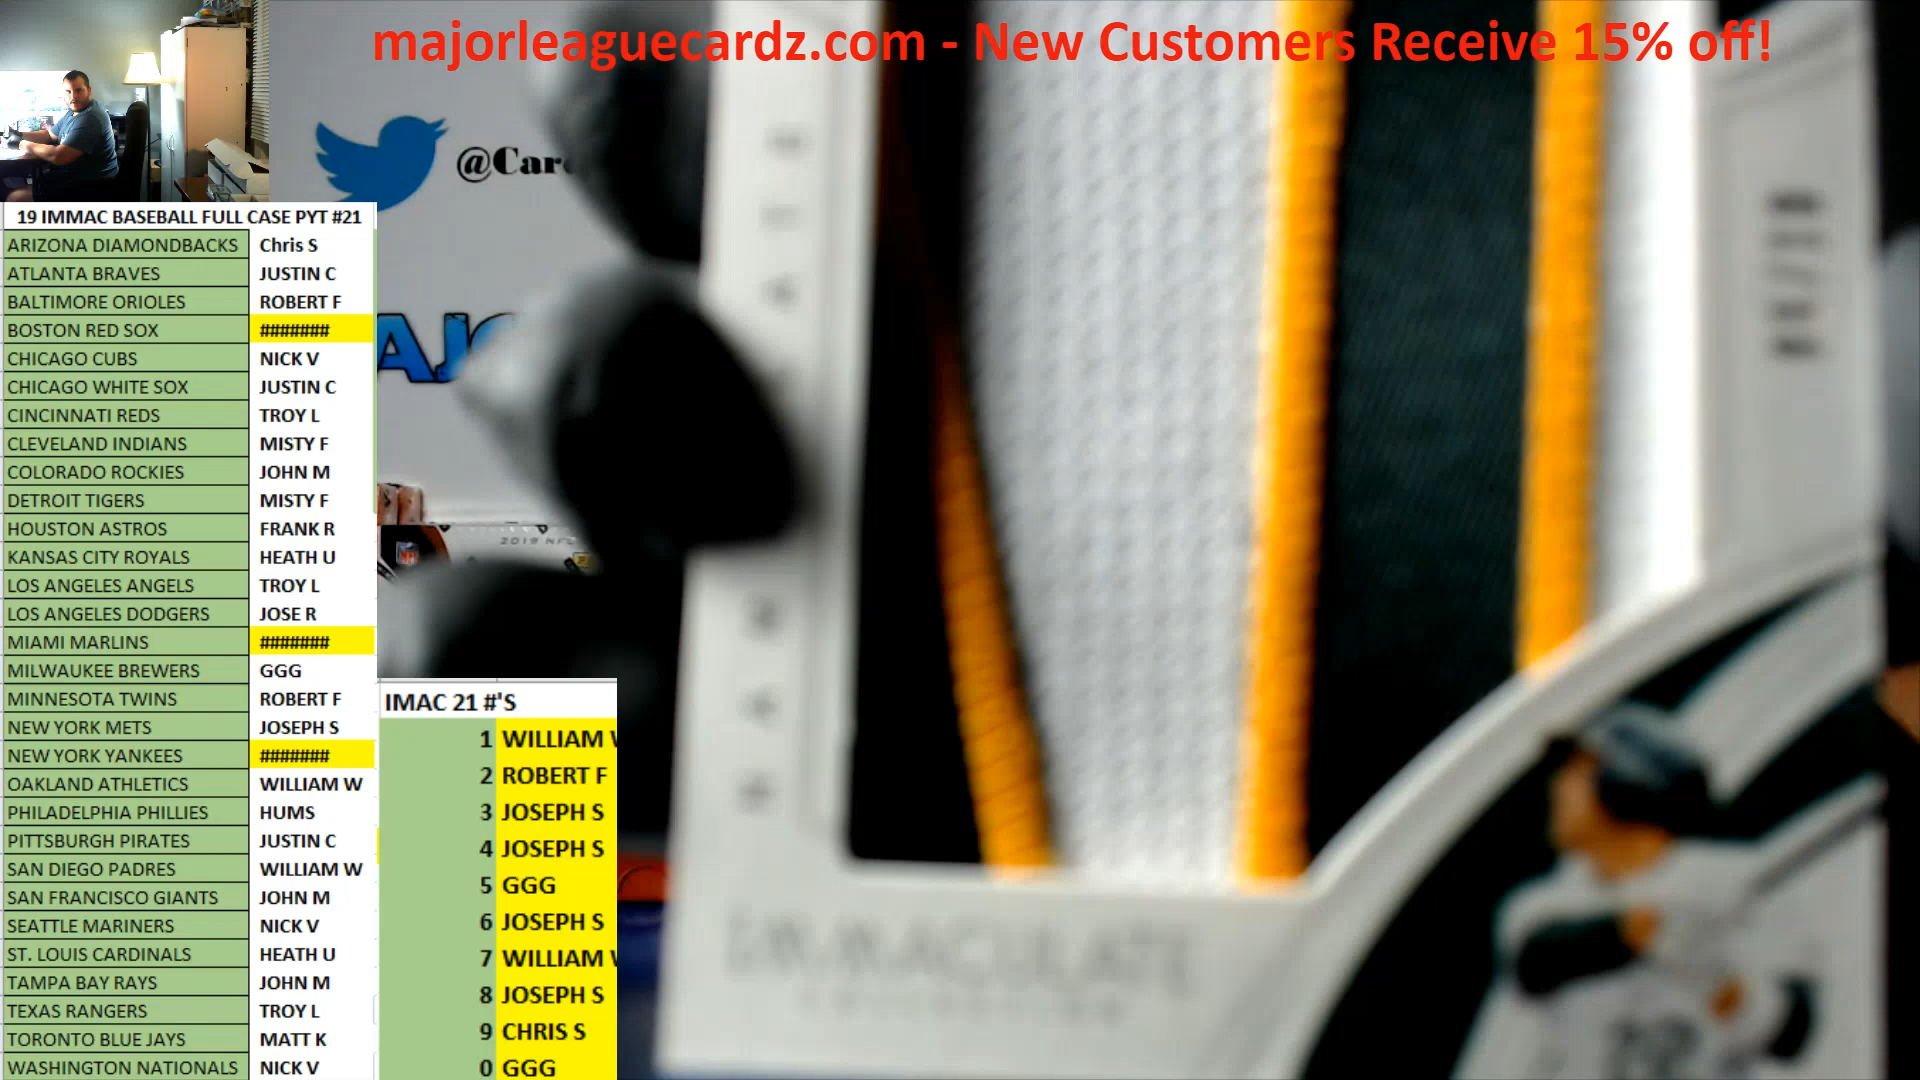 majorleaguecardz.com - New Customers Receive 15% off!
19 IMMAC BASEBALL FULL CASE PYT #21
ARIZONA DIAMONDBACKS Chris S
ATLANTA BRAVES JUSTIN C
BALTIMORE ORIOLES ROBERT F
BOSTON RED SOX #######
CHICAGO CUBS NICK V
CHICAGO WHITE SOX JUSTIN C
CINCINNATI REDS TROY L
CLEVELAND INDIANS MISTY F
COLORADO ROCKIES JOHN M
DETROIT TIGERS MISTY F
HOUSTON ASTROS FRANK R
KANSAS CITY ROYALS HEATH U
LOS ANGELES ANGELS TROY L
LOS ANGELES DODGERS JOSE R
MIAMI MARLINS #######
MILWAUKEE BREWERS GGG
MINNESOTA TWINS ROBERT F
NEW YORK METS JOSEPH S
NEW YORK YANKEES #######
OAKLAND ATHLETICS WILLIAM W
PHILADELPHIA PHILLIES HUMS
PITTSBURGH PIRATES JUSTIN C
SAN DIEGO PADRES WILLIAM W
SAN FRANCISCO GIANTS JOHN M
SEATTLE MARINERS NICK V
ST. LOUIS CARDINALS HEATH U
TAMPA BAY RAYS JOHN M
TEXAS RANGERS TROY L
TORONTO BLUE JAYS MATT K
WASHINGTON NATIONALS NICK V
IMAC 21 #'S
1 WILLIAM W
2 ROBERT F
3 JOSEPH S
4 JOSEPH S
5 GGG
6 JOSEPH S
7 WILLIAM W
8 JOSEPH S
9 CHRIS S
0 GGG
2019 NFL
IMMACULATE